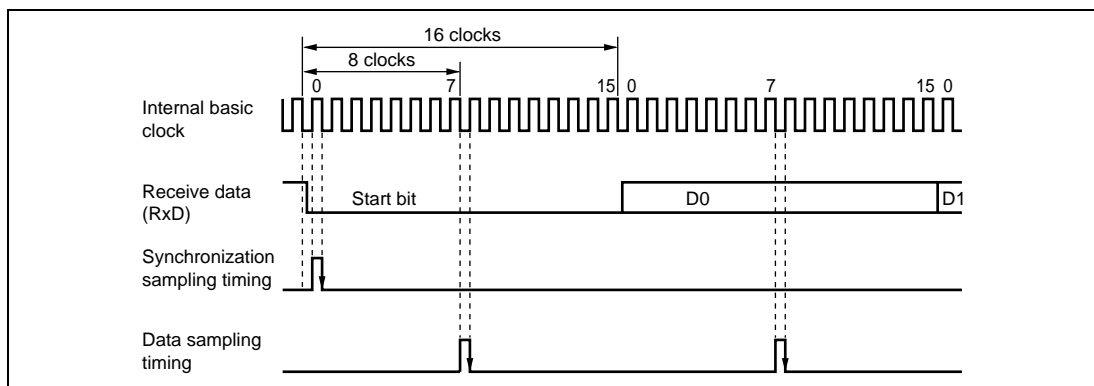 16 clocks
8 clocks
0 7 15 0 7 15 0
Internal basic
clock
Receive data
(RxD)
Start bit D0 D1
Synchronization
sampling timing
Data sampling
timing